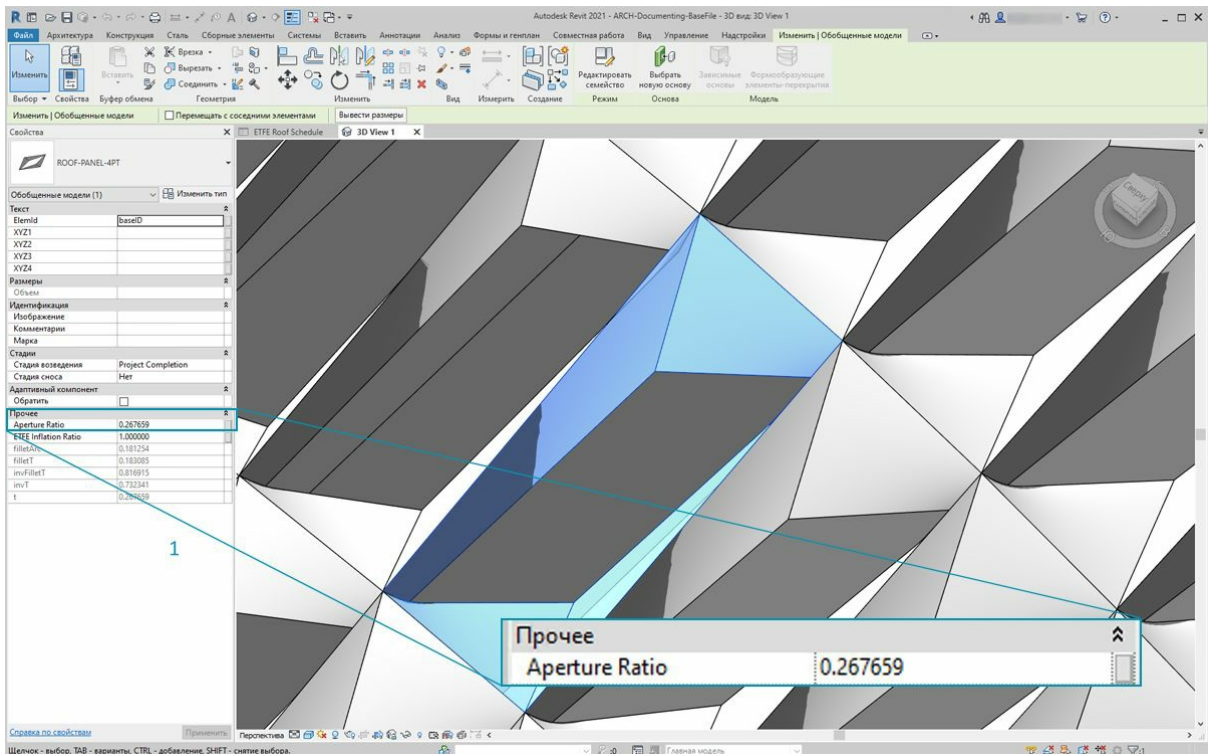 Autodesk Revit 2021 - ARCH-Documenting-BaseFile - 3D вид: 3D View 1
Файл Архитектура Конструкция Сталь Сборные элементы Системы Вставить Аннотации Анализ Формы и генплан Совместная работа Вид Управление Надстройки Изменить | Обобщенные модели
Изменить
Вставить
Врезка
Вырезать
Соединить
Редактировать семейство
Выбрать новую основу
Зависимые основы
Формообразующие элементы-перекрытия
Выбор Свойства Буфер обмена Геометрия Изменить Вид Измерить Создание Режим Основа Модель
Изменить | Обобщенные модели Перемещать с соседними элементами Вывести размеры
Свойства
ETFE Roof Schedule 3D View 1
ROOF-PANEL-4PT
Обобщенные модели (1) Изменить тип
Текст
ElemId baseID
XYZ1
XYZ2
XYZ3
XYZ4
Размеры
Объем
Идентификация
Изображение
Комментарии
Марка
Стадии
Стадия возведения Project Completion
Стадия сноса Нет
Адаптивный компонент
Обратить
Прочее
Aperture Ratio 0.267659
ETFE Inflation Ratio 1.000000
filletArc 0.181254
filletT 0.183085
invFilletT 0.816915
invT 0.732341
t 0.267659
1
Сверху
Прочее
Aperture Ratio 0.267659
Справка по свойствам Применить
Перспектива
Щелчок - выбор, TAB - варианты, CTRL - добавление, SHIFT - снятие выбора.
:0 Главная модель